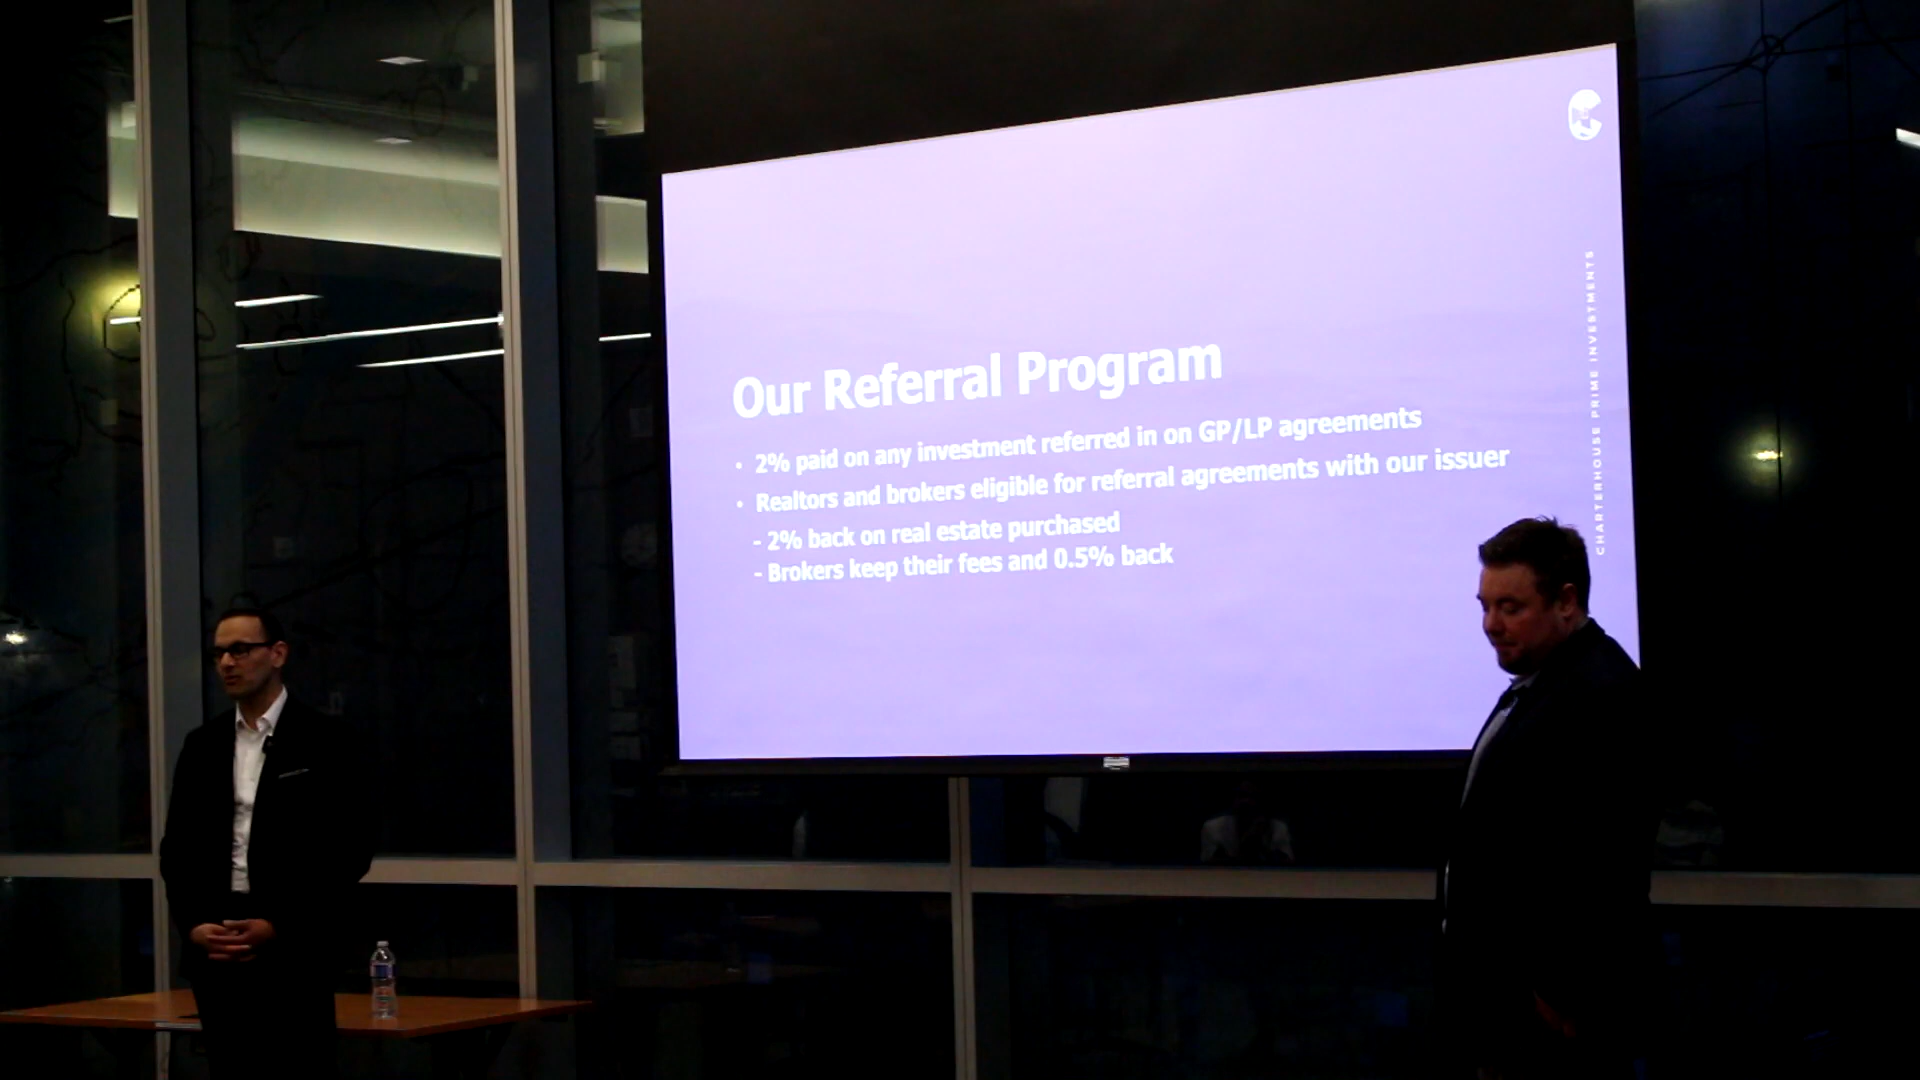 Our Referral Program
• 2% paid on any investment referred in on GP/LP agreements
• Realtors and brokers eligible for referral agreements with our issuer
- 2% back on real estate purchased
- Brokers keep their fees and 0.5% back
CHARTERHOUSE PRIME INVESTMENTS